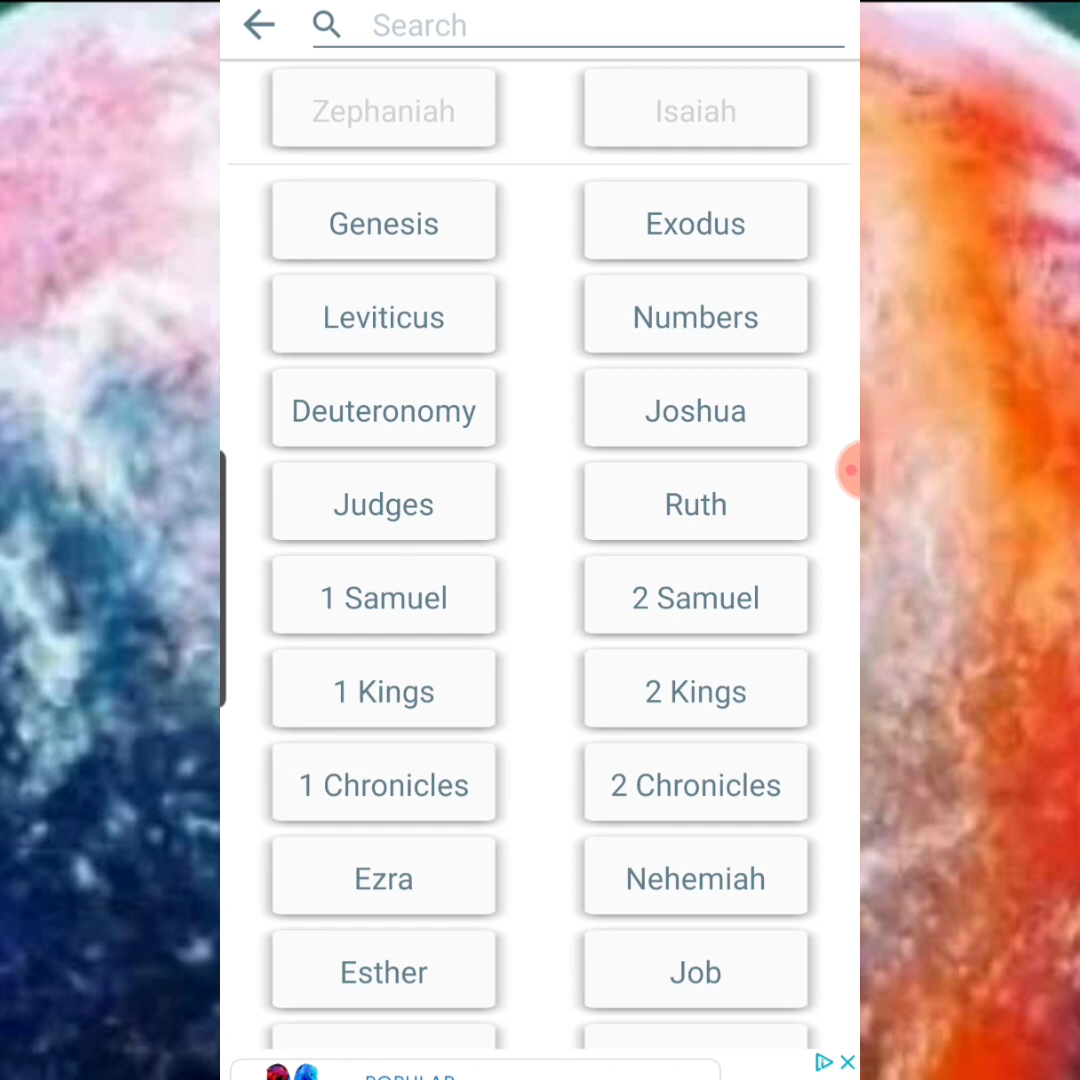 Search
Zephaniah Isaiah
Genesis Exodus
Leviticus Numbers
Deuteronomy Joshua
Judges Ruth
1 Samuel 2 Samuel
1 Kings 2 Kings
1 Chronicles 2 Chronicles
Ezra Nehemiah
Esther Job
POPULAR